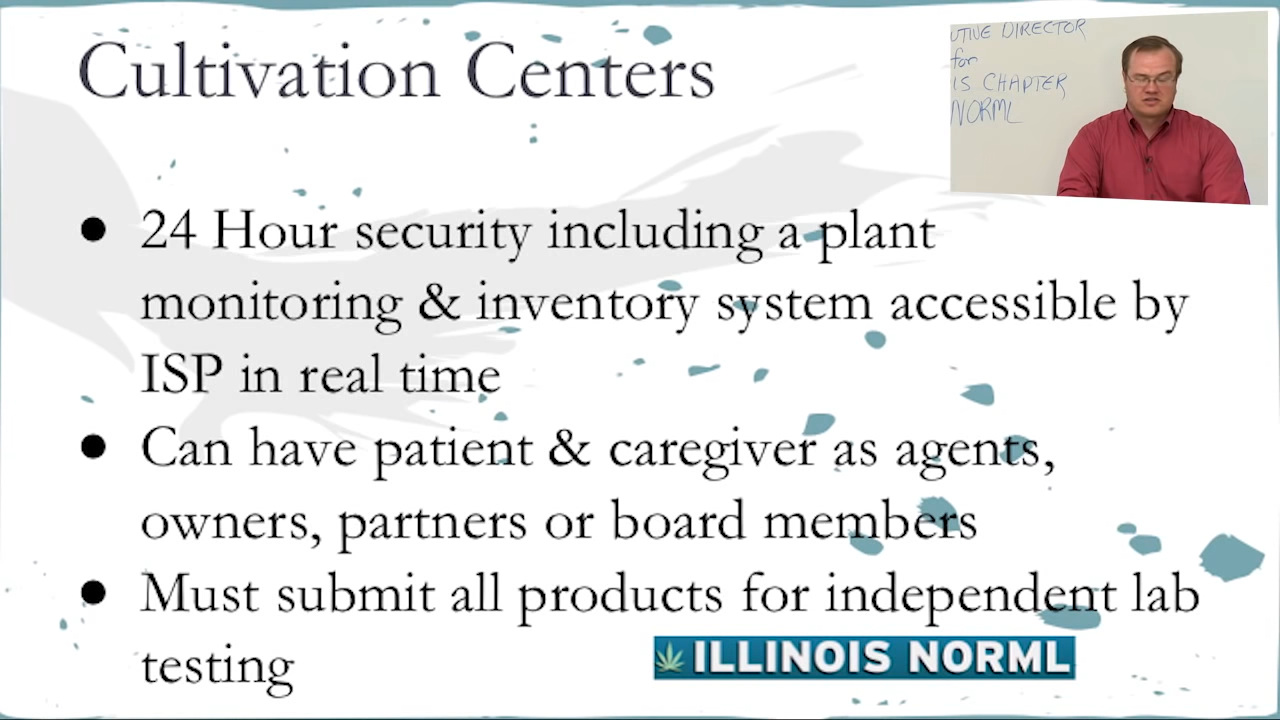 Cultivation Centers
UTIVE DIRECTOR
for
IS CHAPTER
NORML
● 24 Hour security including a plant
monitoring & inventory system accessible by
ISP in real time
● Can have patient & caregiver as agents,
owners, partners or board members
● Must submit all products for independent lab
testing
ILLINOIS NORML